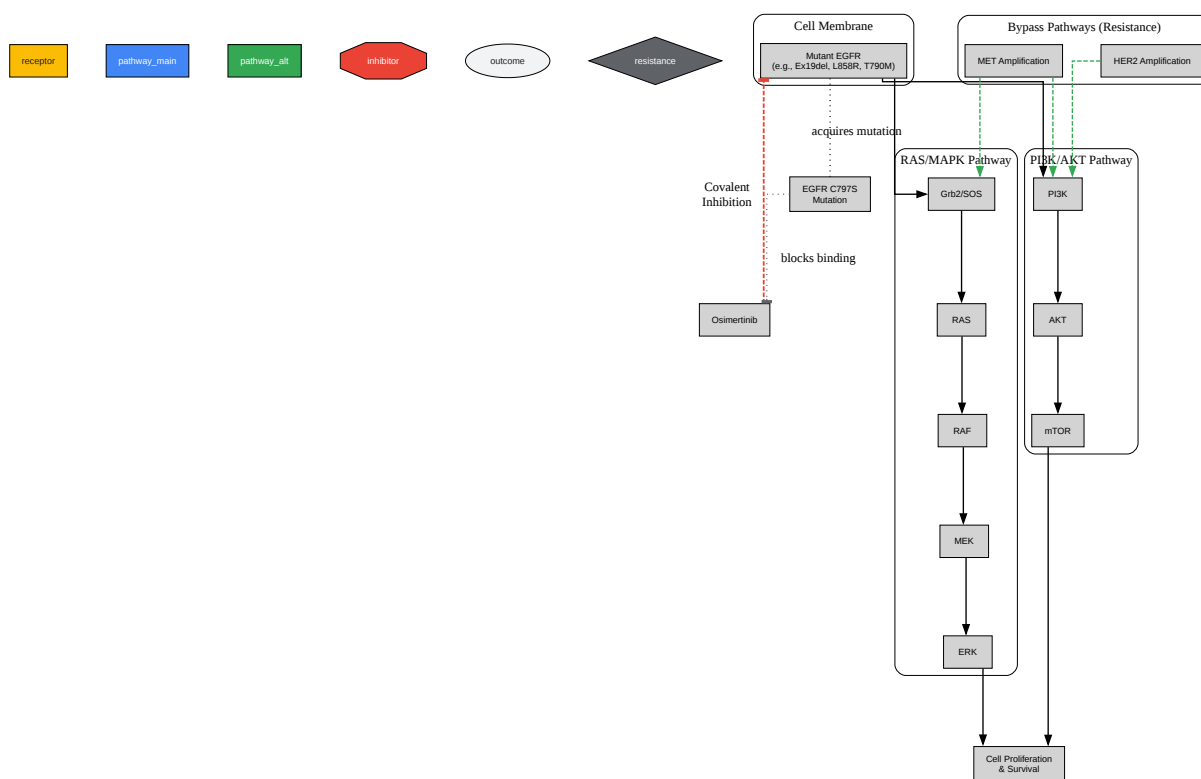 Cell Membrane
Bypass Pathways (Resistance)
receptor
pathway_main
pathway_alt
inhibitor
outcome
resistance
Mutant EGFR
(e.g., Ex19del, L858R, T790M)
MET Amplification
HER2 Amplification
acquires mutation
RAS/MAPK Pathway
PI3K/AKT Pathway
Covalent
Inhibition
EGFR C797S
Mutation
Grb2/SOS
PI3K
blocks binding
Osimertinib
RAS
AKT
RAF
mTOR
MEK
ERK
Cell Proliferation
& Survival